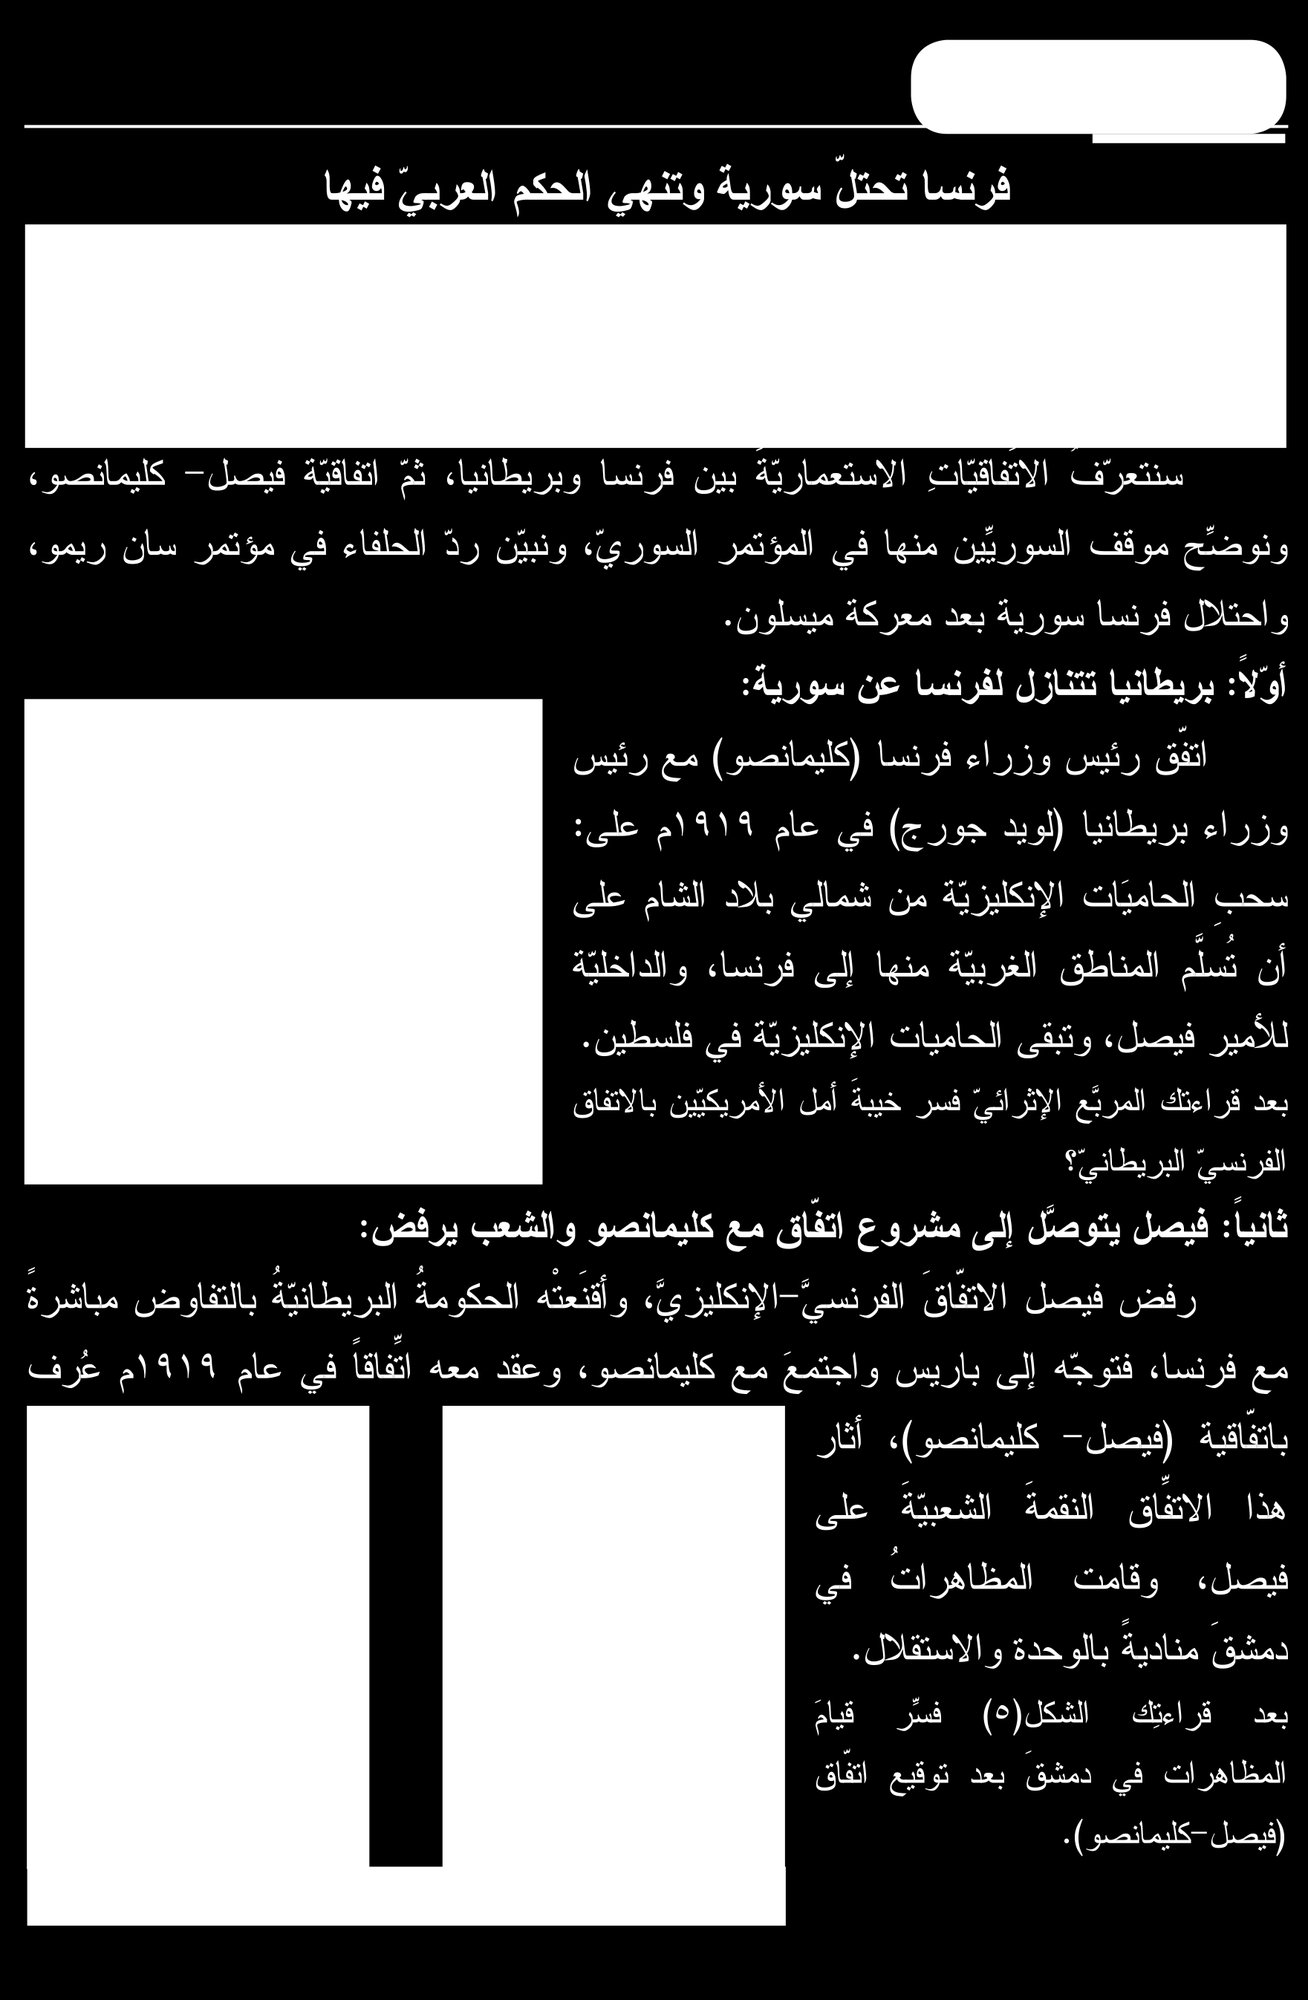 فرنسا تحتلّ سورية وتنهي الحكم العربيّ فيها
سنتعرّفُ الاتّفاقيّاتِ الاستعماريّةَ بين فرنسا وبريطانيا، ثمّ اتفاقيّة فيصل- كليمانصو،
ونوضِّح موقف السوريِّين منها في المؤتمر السوريّ، ونبيّن ردّ الحلفاء في مؤتمر سان ريمو،
واحتلال فرنسا سورية بعد معركة ميسلون.
أوّلاً: بريطانيا تتنازل لفرنسا عن سورية:
اتفّق رئيس وزراء فرنسا (كليمانصو) مع رئيس
وزراء بريطانيا (لويد جورج) في عام ١٩١٩م على:
سحبِ الحاميَات الإنكليزيّة من شمالي بلاد الشام على
أن تُسلَّم المناطق الغربيّة منها إلى فرنسا، والداخليّة
للأمير فيصل، وتبقى الحاميات الإنكليزيّة في فلسطين.
بعد قراءتك المربَّع الإثرائيّ فسر خيبةَ أمل الأمريكيّين بالاتفاق
الفرنسيّ البريطانيّ؟
ثانياً: فيصل يتوصَّل إلى مشروع اتفّاق مع كليمانصو والشعب يرفض:
رفض فيصل الاتفّاقَ الفرنسيَّ-الإنكليزيَّ، وأقنَعتْه الحكومةُ البريطانيّةُ بالتفاوض مباشرةً
مع فرنسا، فتوجّه إلى باريس واجتمعَ مع كليمانصو، وعقد معه اتِّفاقاً في عام ١٩١٩م عُرف
باتفّاقية (فيصل- كليمانصو)، أثار
هذا الاتفِّاق النقمةَ الشعبيّةَ على
فيصل، وقامت المظاهراتُ في
دمشقَ مناديةً بالوحدة والاستقلال.
بعد قراءتِك الشكل(٥) فسِّر قيامَ
المظاهرات في دمشقَ بعد توقيع اتفّاق
(فيصل-كليمانصو).